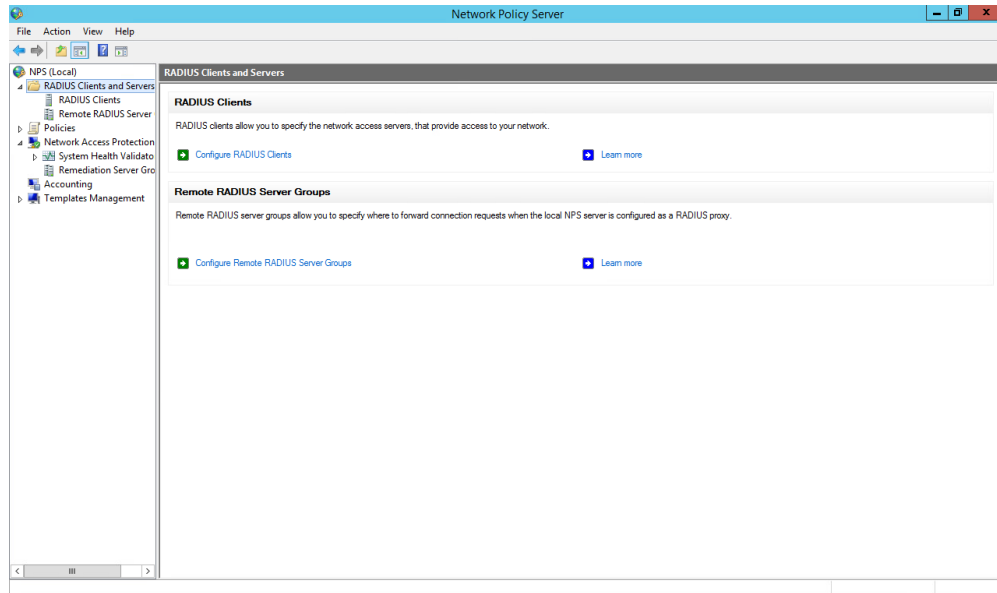 Network Policy Server
File Action View Help
NPS (Local)
RADIUS Clients and Servers
RADIUS Clients
Remote RADIUS Server
Policies
Network Access Protection
System Health Validato
Remediation Server Gro
Accounting
Templates Management
RADIUS Clients and Servers
RADIUS Clients
RADIUS clients allow you to specify the network access servers, that provide access to your network.
Configure RADIUS Clients Learn more
Remote RADIUS Server Groups
Remote RADIUS server groups allow you to specify where to forward connection requests when the local NPS server is configured as a RADIUS proxy.
Configure Remote RADIUS Server Groups Learn more